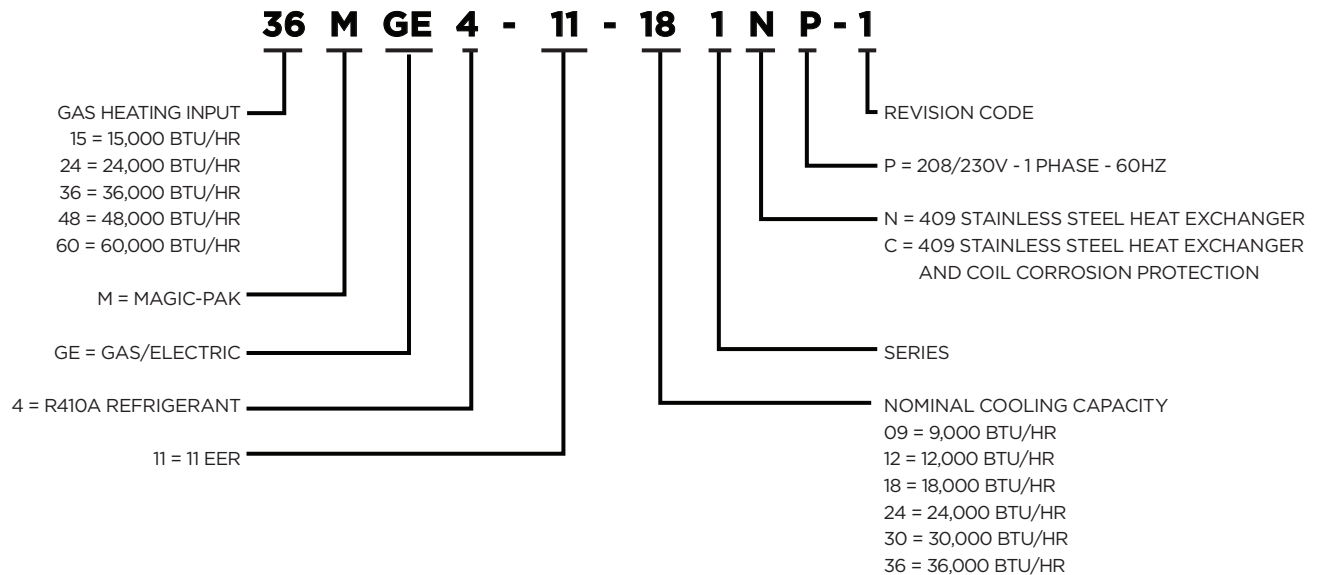 36 M GE 4 - 11 - 18 1 N P - 1
GAS HEATING INPUT
15 = 15,000 BTU/HR
24 = 24,000 BTU/HR
36 = 36,000 BTU/HR
48 = 48,000 BTU/HR
60 = 60,000 BTU/HR
M = MAGIC-PAK
GE = GAS/ELECTRIC
4 = R410A REFRIGERANT
11 = 11 EER
REVISION CODE
P = 208/230V - 1 PHASE - 60HZ
N = 409 STAINLESS STEEL HEAT EXCHANGER
C = 409 STAINLESS STEEL HEAT EXCHANGER
AND COIL CORROSION PROTECTION
SERIES
NOMINAL COOLING CAPACITY
09 = 9,000 BTU/HR
12 = 12,000 BTU/HR
18 = 18,000 BTU/HR
24 = 24,000 BTU/HR
30 = 30,000 BTU/HR
36 = 36,000 BTU/HR